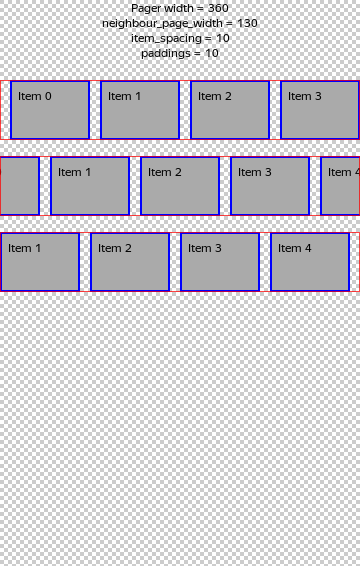 Pager width = 360
neighbour_page_width = 130
item_spacing = 10
paddings = 10
Item 0 Item 1 Item 2 Item 3
Item 1 Item 2 Item 3 Item 4
Item 1 Item 2 Item 3 Item 4